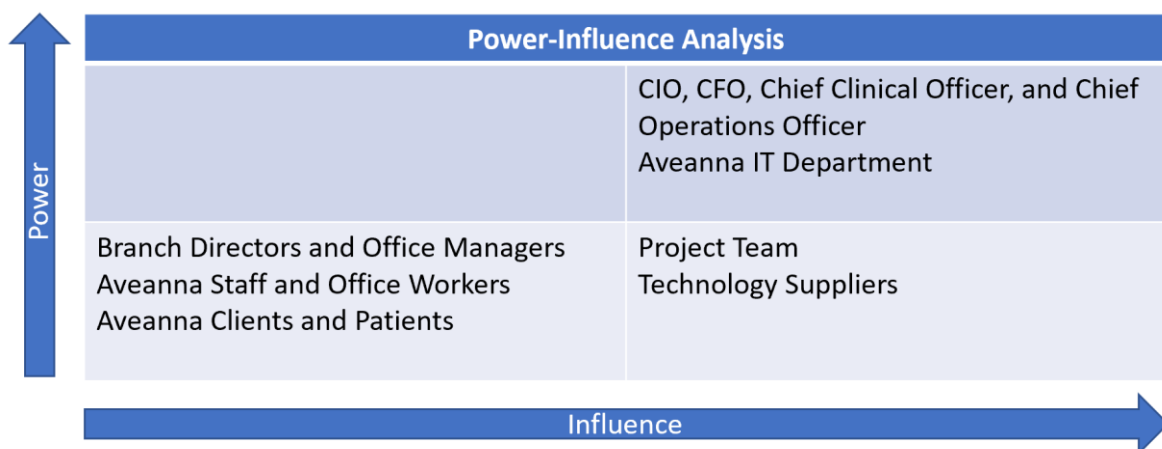 Power-Influence Analysis
Power
CIO, CFO, Chief Clinical Officer, and Chief
Operations Officer
Aveanna IT Department
Branch Directors and Office Managers
Aveanna Staff and Office Workers
Aveanna Clients and Patients
Project Team
Technology Suppliers
Influence